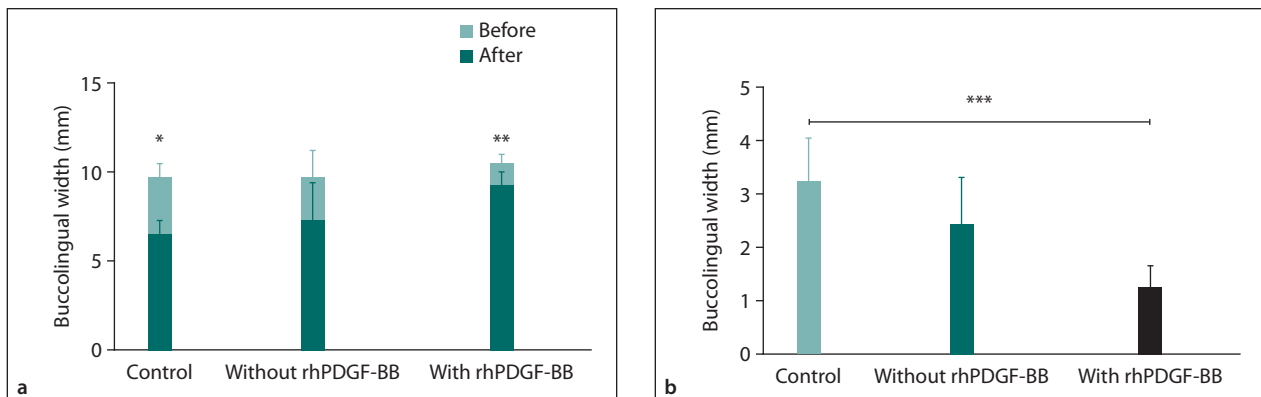 Before
After
Buccolingual width (mm)
15
10
5
0
*
**
Control
Without rhPDGF-BB
With rhPDGF-BB
a
Buccolingual width (mm)
5
4
3
2
1
0
***
Control
Without rhPDGF-BB
With rhPDGF-BB
b